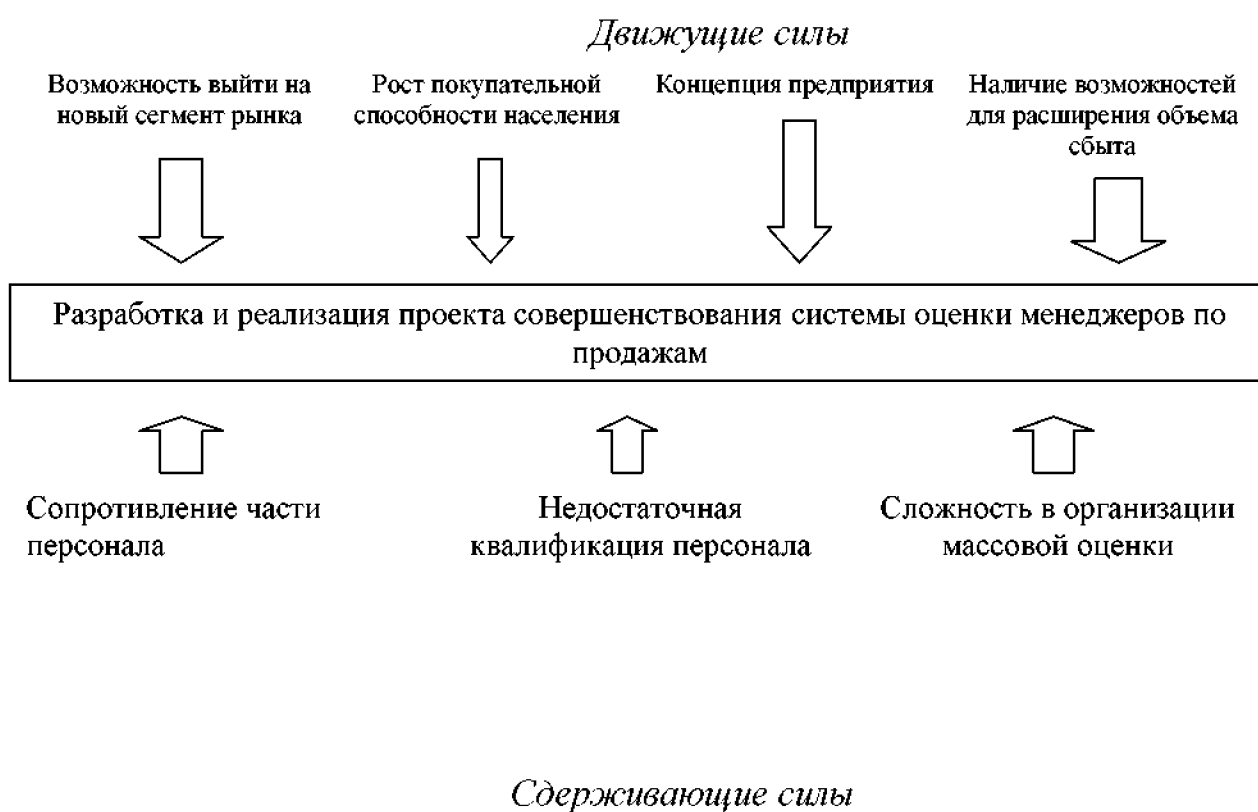 Движущие силы
Возможность выйти на
новый сегмент рынка
Рост покупательной
способности населения
Концепция предприятия
Наличие возможностей
для расширения объема
сбыта
Разработка и реализация проекта совершенствования системы оценки менеджеров по
продажам
Сопротивление части
персонала
Недостаточная
квалификация персонала
Сложность в организации
массовой оценки
Сдерживающие силы